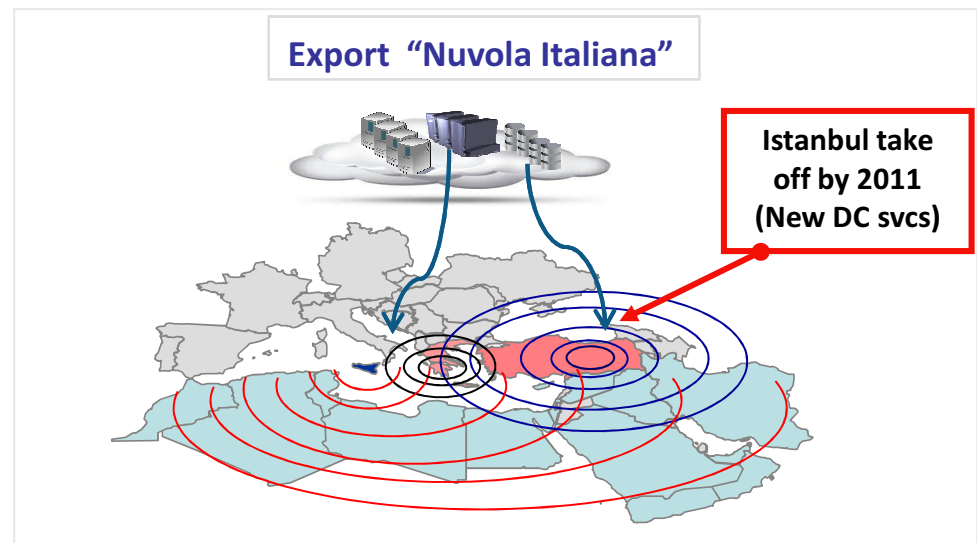 Export “Nuvola Italiana”
Istanbul take
off by 2011
(New DC svcs)